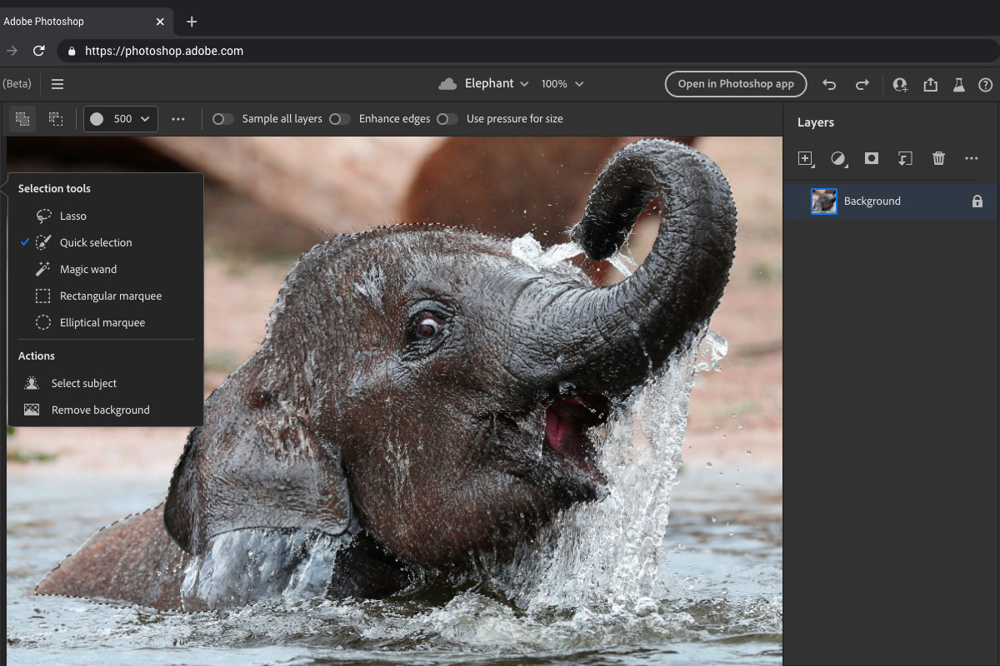 Adobe Photoshop
https://photoshop.adobe.com
(Beta)
Elephant
100%
Open in Photoshop app
500
Sample all layers
Enhance edges
Use pressure for size
Layers
Background
Selection tools
Lasso
Quick selection
Magic wand
Rectangular marquee
Elliptical marquee
Actions
Select subject
Remove background